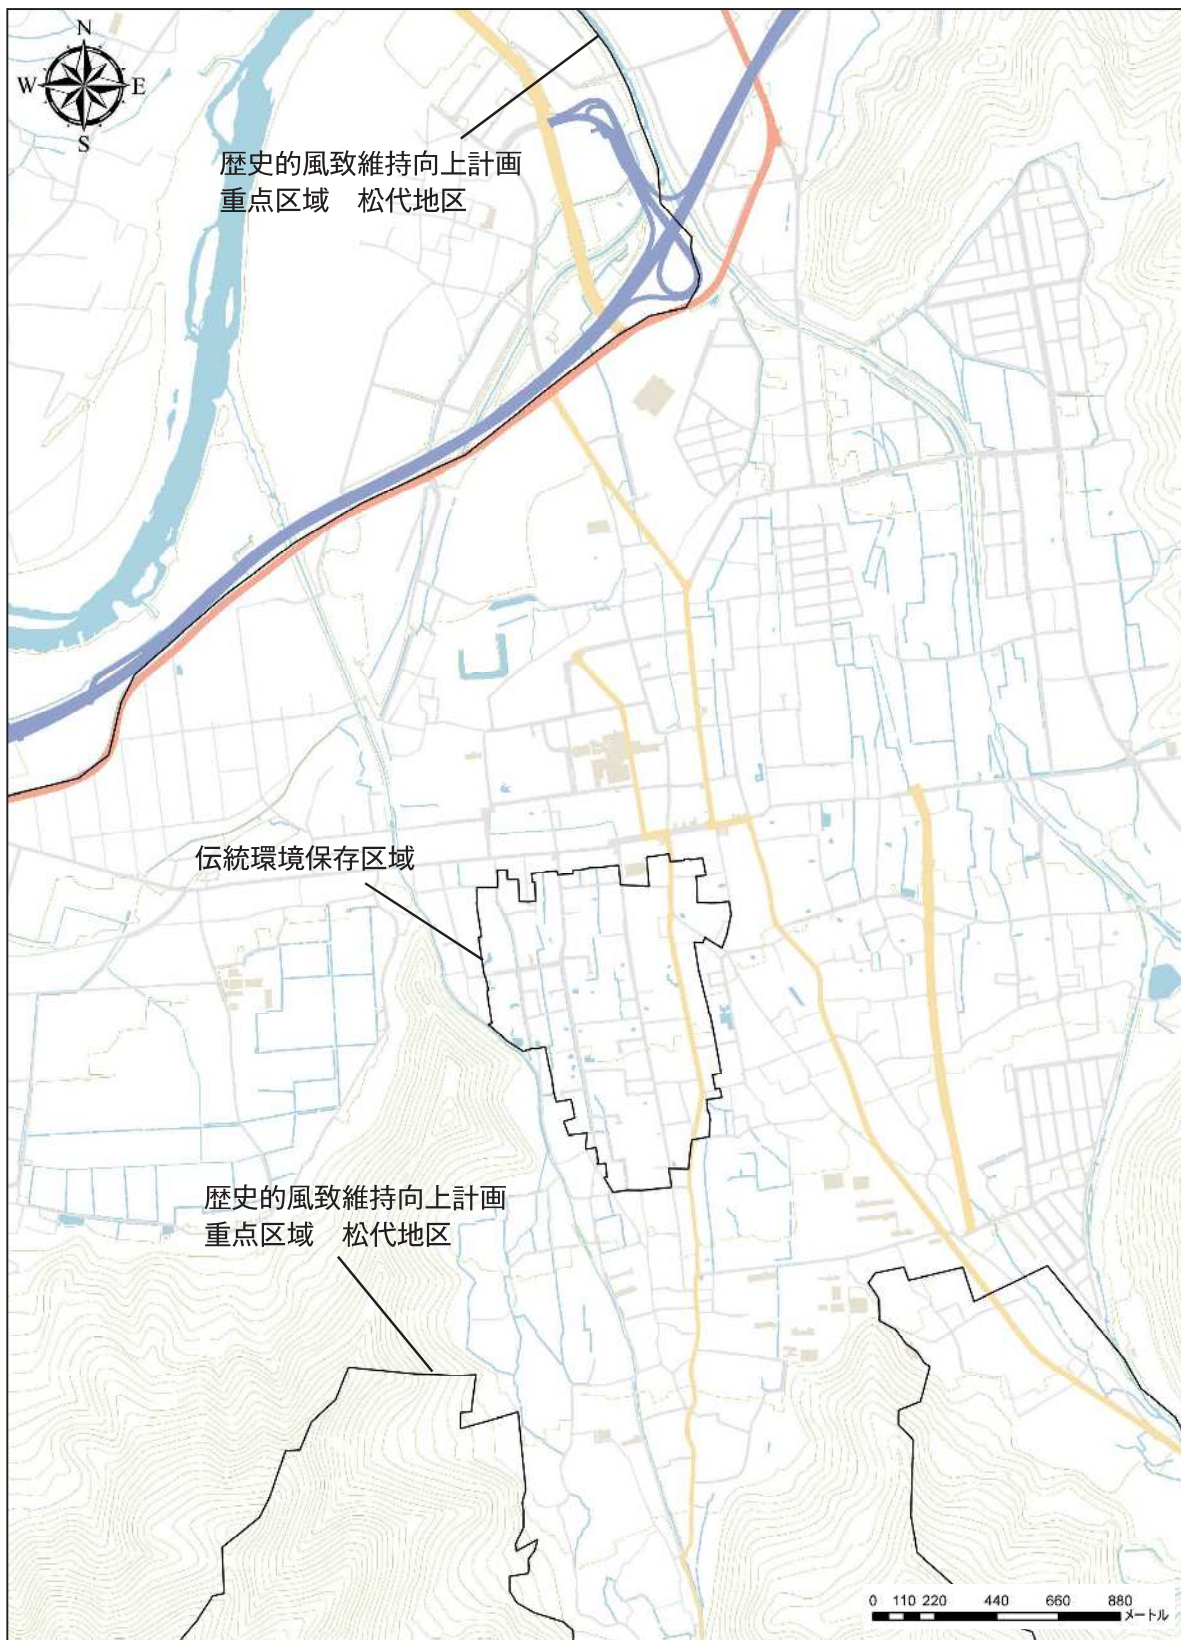 N
W E
S
歴史的風致維持向上計画
重点区域　松代地区
伝統環境保存区域
歴史的風致維持向上計画
重点区域　松代地区
0 110 220 440 660 880
メートル